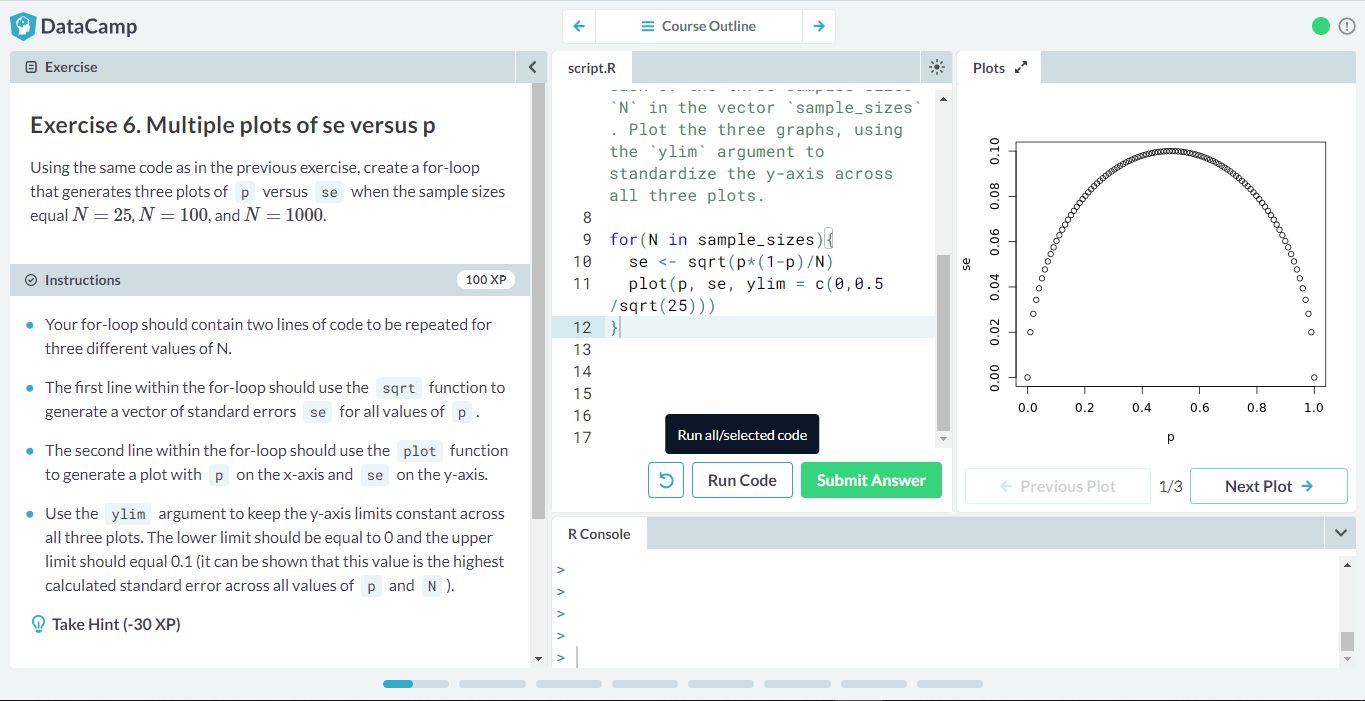 DataCamp
Course Outline
Exercise
Exercise 6. Multiple plots of se versus p
Using the same code as in the previous exercise, create a for-loop
that generates three plots of p versus se when the sample sizes
equal N = 25, N = 100, and N = 1000.
Instructions
100 XP
Your for-loop should contain two lines of code to be repeated for
three different values of N.
The first line within the for-loop should use the sqrt function to
generate a vector of standard errors se for all values of p .
The second line within the for-loop should use the plot function
to generate a plot with p on the x-axis and se on the y-axis.
Use the ylim argument to keep the y-axis limits constant across
all three plots. The lower limit should be equal to 0 and the upper
limit should equal 0.1 (it can be shown that this value is the highest
calculated standard error across all values of p and N ).
Take Hint (-30 XP)
script.R
`N` in the vector `sample_sizes`
. Plot the three graphs, using
the `ylim` argument to
standardize the y-axis across
all three plots.
8
9 for(N in sample_sizes){
10 se <- sqrt(p*(1-p)/N)
11 plot(p, se, ylim = c(0,0.5
/sqrt(25)))
12 }
13
14
15
16
17
Run all/selected code
Run Code
Submit Answer
Plots
0.10
0.08
0.06
0.04
0.02
0.00
se
0.0 0.2 0.4 0.6 0.8 1.0
p
Previous Plot
1/3
Next Plot
R Console
>
>
>
>
>